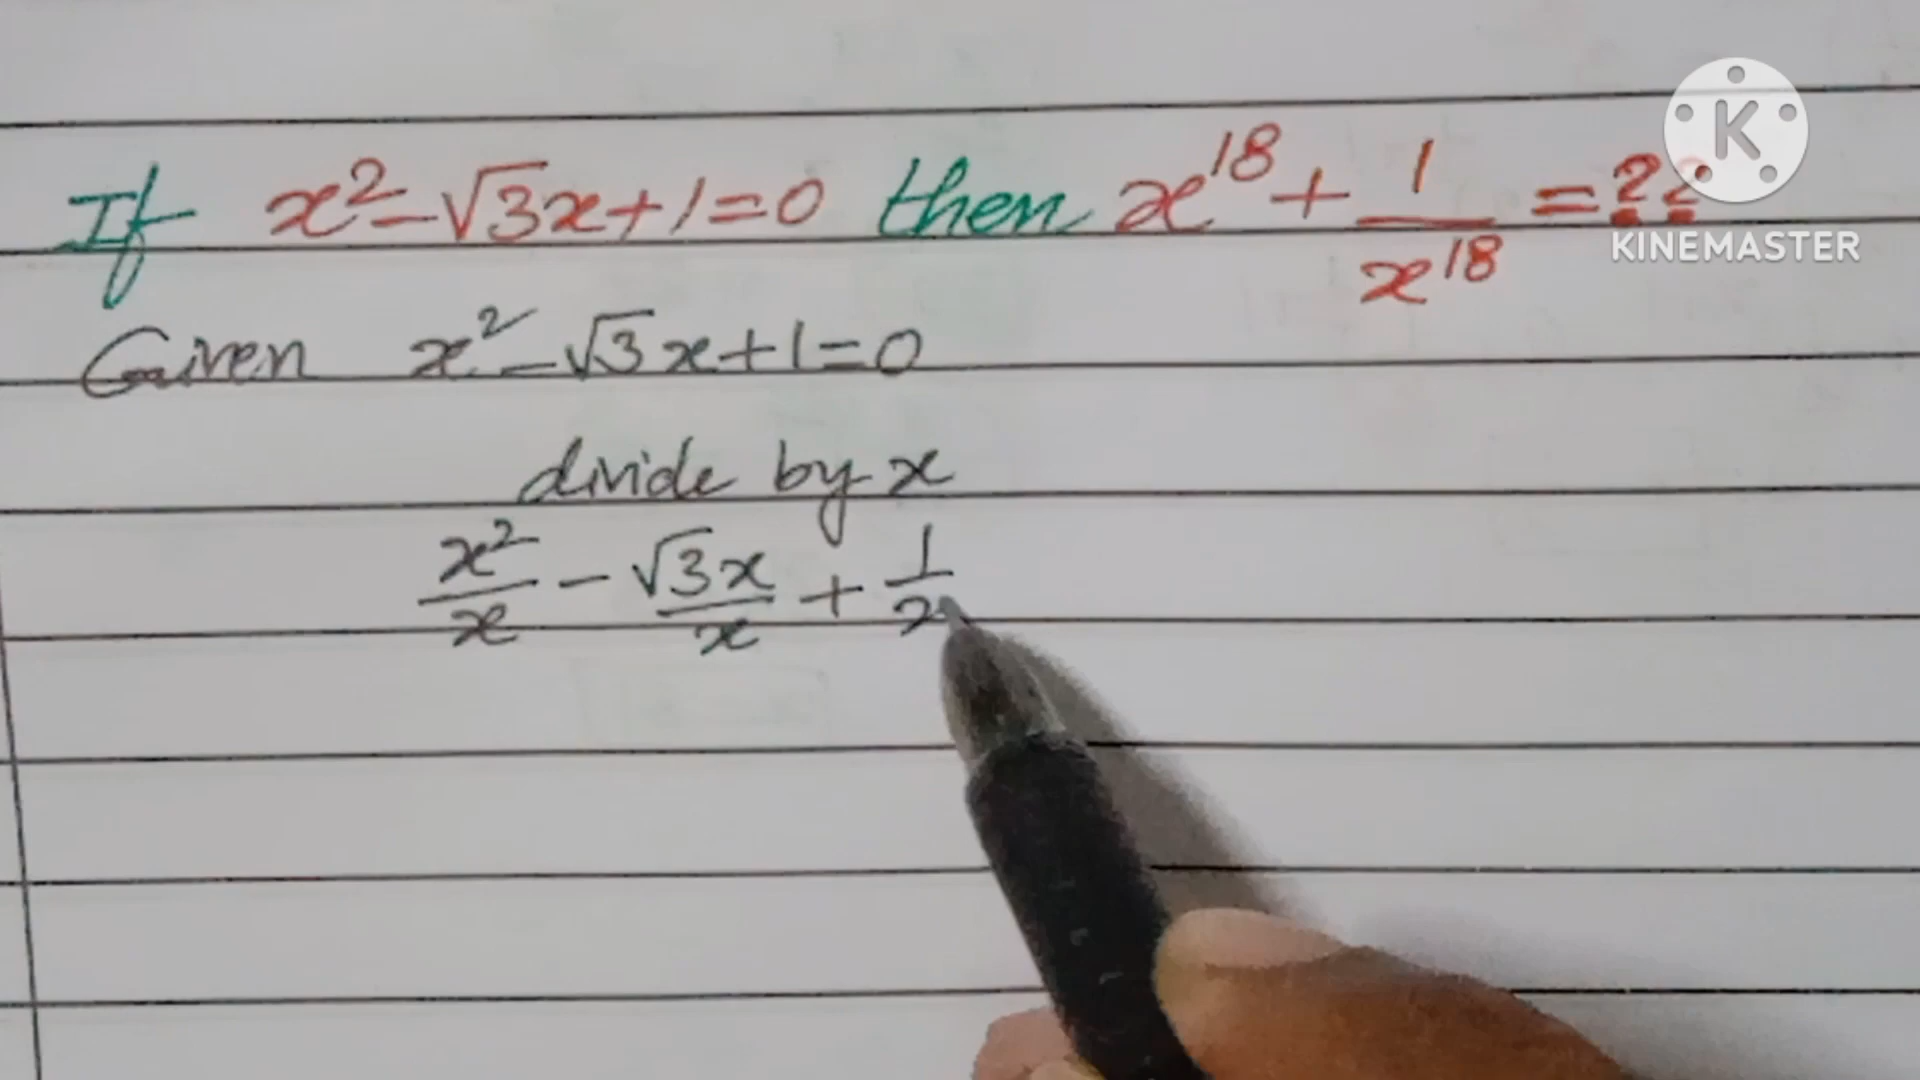 If x² - √3x + 1 = 0 then x¹⁸ + 1/x¹⁸ = ??
K
KINEMASTER
Given x² - √3x + 1 = 0
divide by x
x²/x - √3x/x + 1/x